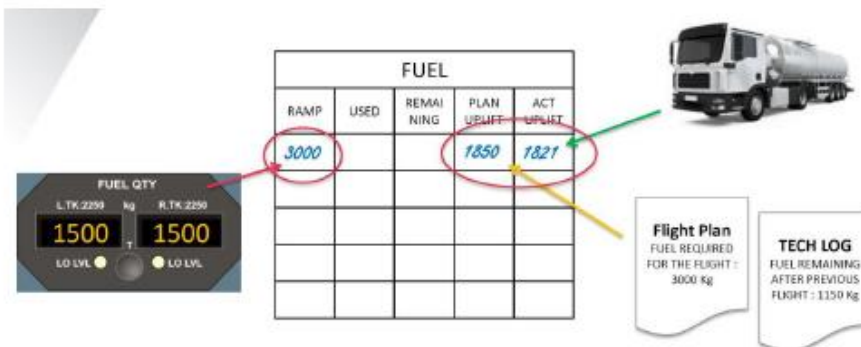 FUEL
RAMP USED REMAI PLAN ACT
NING UPLIFT UPLIFT
3000 1850 1821
FUEL QTY
L.TK:2250 kg R.TK:2250
1500 T 1500
LO LVL LO LVL
Flight Plan
FUEL REQUIRED
FOR THE FLIGHT :
3000 Kg
TECH LOG
FUEL REMAINING
AFTER PREVIOUS
FLIGHT : 1150 Kg